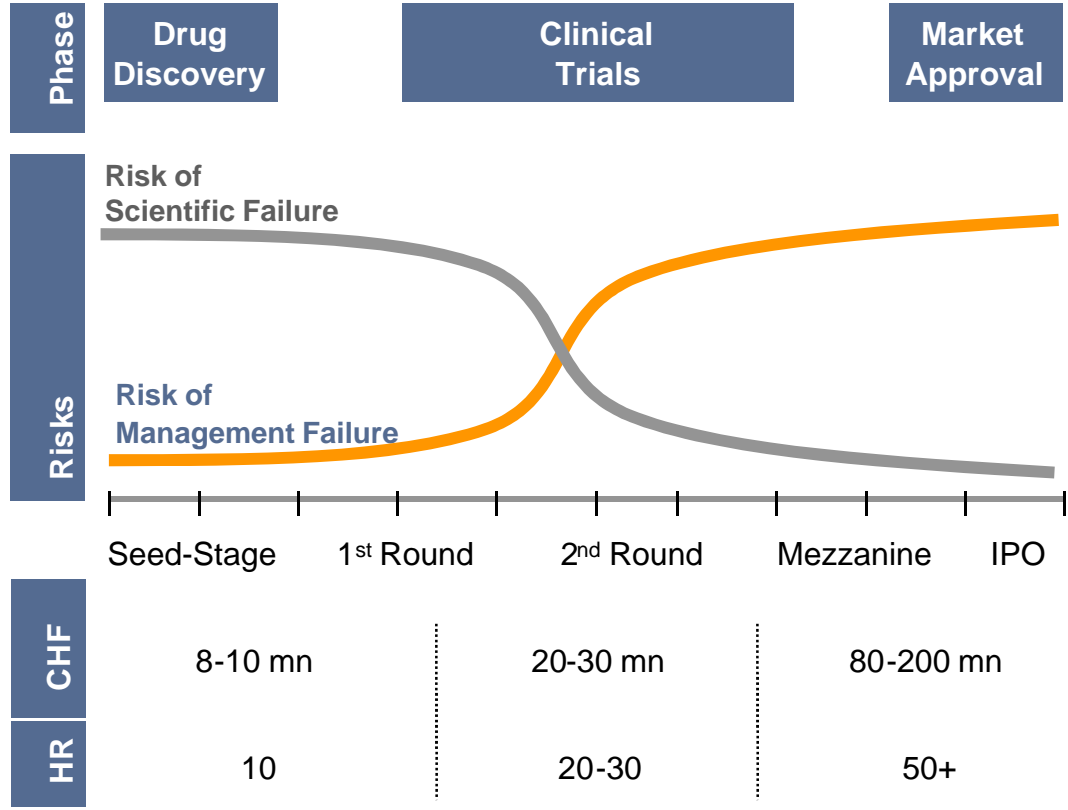 Phase
Drug
Discovery
Clinical
Trials
Market
Approval
Risks
Risk of
Scientific Failure
Risk of
Management Failure
Seed-Stage 1st Round 2nd Round Mezzanine IPO
CHF
8-10 mn 20-30 mn 80-200 mn
HR
10 20-30 50+